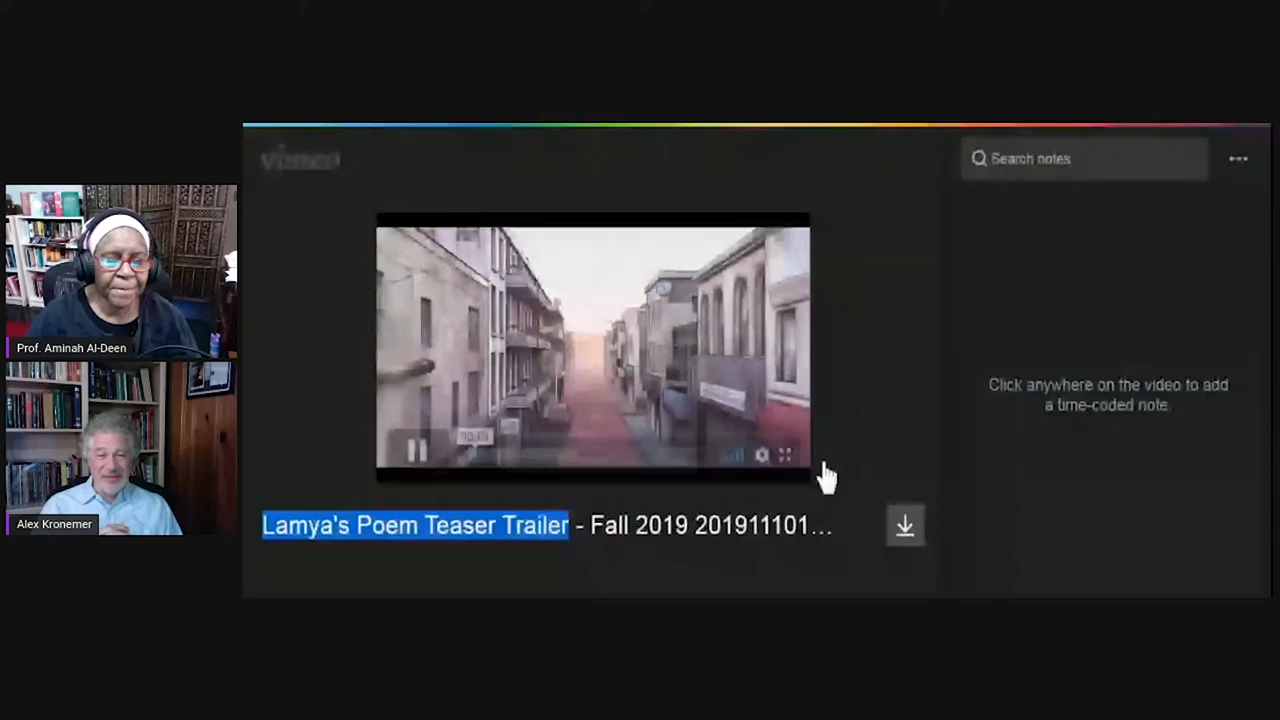 vimeo
Search notes
Prof. Aminah Al-Deen
Click anywhere on the video to add
a time-coded note.
Alex Kronemer
Lamya's Poem Teaser Trailer - Fall 2019 201911101...